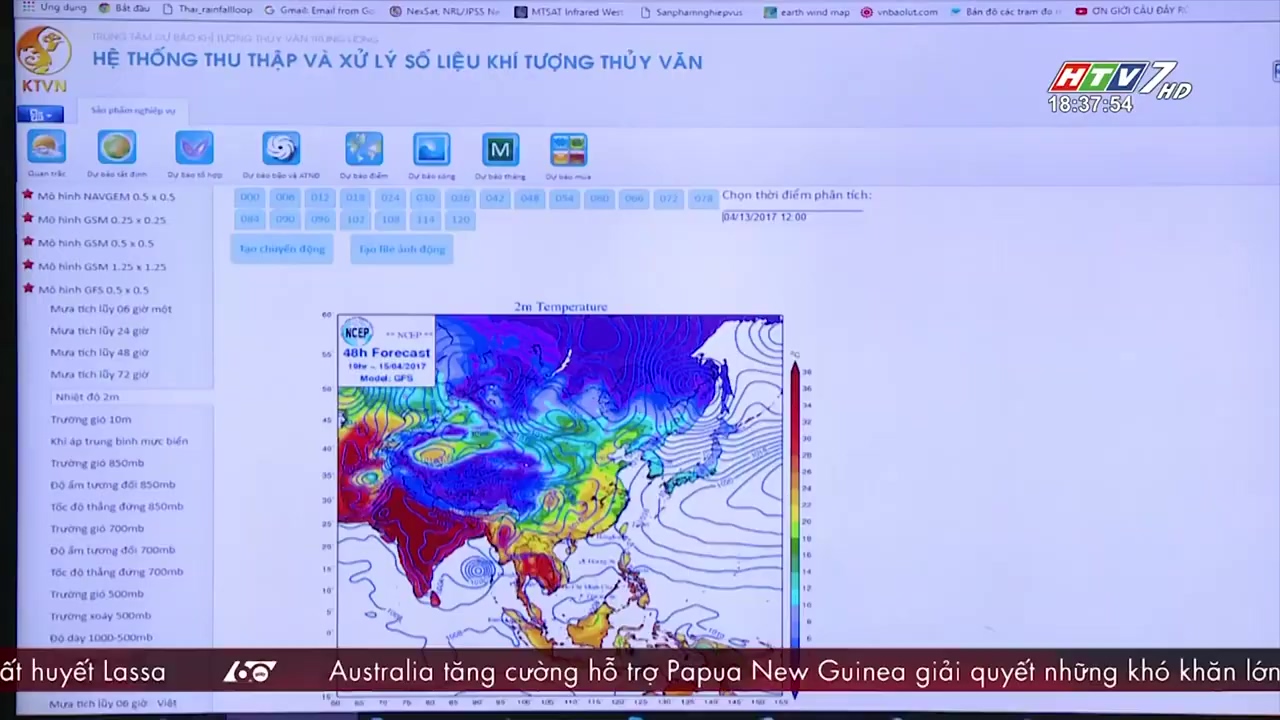 Ứng dụng Bắt đầu Thai_rainfallloop Gmail: Email from Go NexSat, NRL/JPSS Ne MTSAT Infrared West Sanphamnghiepvus earth wind map vnbaolut.com Bản đồ các trạm đo ƠN GIỜI CẬU ĐÂY RỒ
TRUNG TÂM DỰ BÁO KHÍ TƯỢNG THỦY VĂN TRUNG ƯƠNG
HỆ THỐNG THU THẬP VÀ XỬ LÝ SỐ LIỆU KHÍ TƯỢNG THỦY VĂN
KTVN
HTV7 HD
18:37:54
Sản phẩm nghiệp vụ
Quan trắc Dự báo tất định Dự báo tổ hợp Dự báo bão và ATNĐ Dự báo điểm Dự báo sóng Dự báo tháng Dự báo mùa
M
Mô hình NAVGEM 0.5 x 0.5
Mô hình GSM 0.25 x 0.25
Mô hình GSM 0.5 x 0.5
Mô hình GSM 1.25 x 1.25
Mô hình GFS 0.5 x 0.5
Mưa tích lũy 06 giờ một
Mưa tích lũy 24 giờ
Mưa tích lũy 48 giờ
Mưa tích lũy 72 giờ
Nhiệt độ 2m
Trường gió 10m
Khí áp trung bình mực biển
Trường gió 850mb
Độ ẩm tương đối 850mb
Tốc độ thẳng đứng 850mb
Trường gió 700mb
Độ ẩm tương đối 700mb
Tốc độ thẳng đứng 700mb
Trường gió 500mb
Trường xoáy 500mb
Độ dày 1000-500mb
Mưa tích lũy 06 giờ Việt
000 006 012 018 024 030 036 042 048 054 060 066 072 078
084 090 096 102 108 114 120
Tạo chuyển động Tạo file ảnh động
Chọn thời điểm phân tích:
04/13/2017 12:00
2m Temperature
NCEP ** NCEP **
48h Forecast
19hr - 15/04/2017
Model: GFS
ất huyết Lassa 60 Australia tăng cường hỗ trợ Papua New Guinea giải quyết những khó khăn lớn